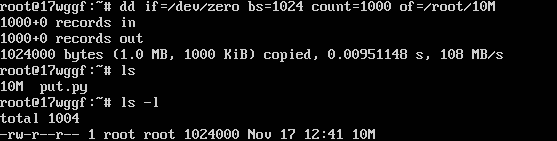 root@17wggf:~# dd if=/dev/zero bs=1024 count=1000 of=/root/10M
1000+0 records in
1000+0 records out
1024000 bytes (1.0 MB, 1000 KiB) copied, 0.00951148 s, 108 MB/s
root@17wggf:~# ls
10M  put.py
root@17wggf:~# ls -l
total 1004
-rw-r--r-- 1 root root 1024000 Nov 17 12:41 10M